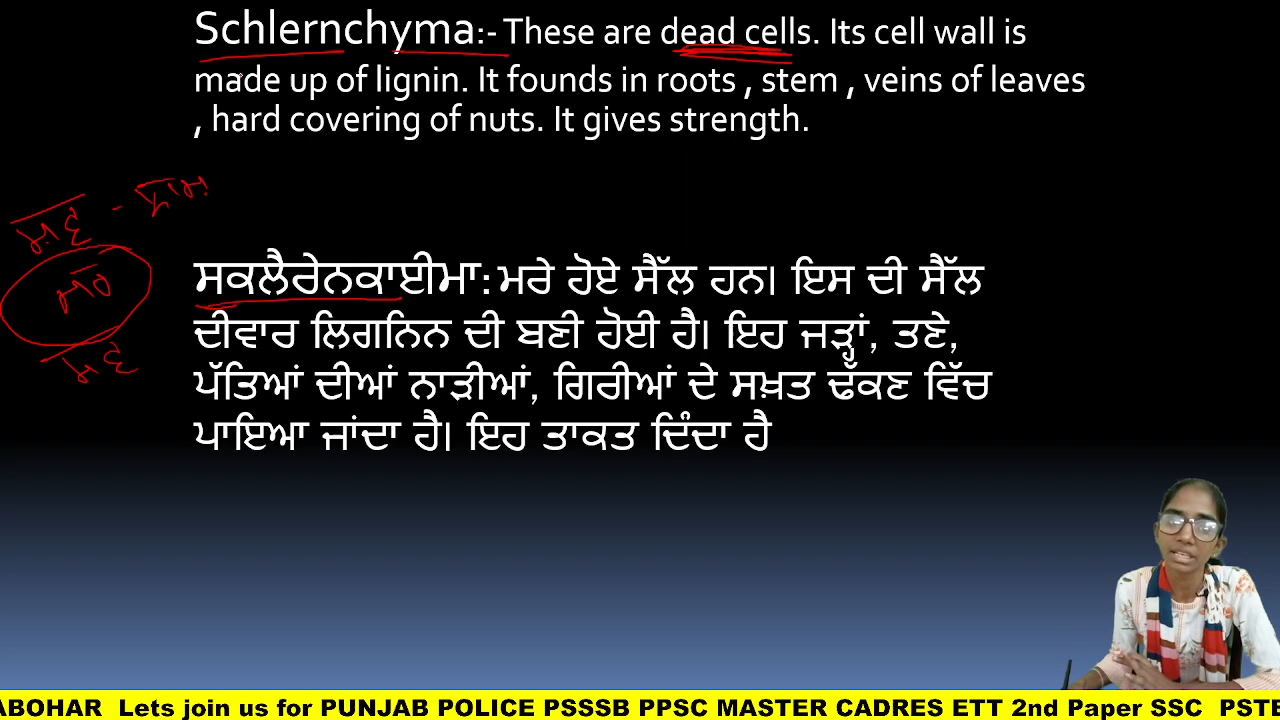 Schlernchyma:- These are dead cells. Its cell wall is
made up of lignin. It founds in roots , stem , veins of leaves
, hard covering of nuts. It gives strength.
ਸਕਲੈਰੇਨਕਾਈਮਾ: ਮਰੇ ਹੋਏ ਸੈੱਲ ਹਨ। ਇਸ ਦੀ ਸੈੱਲ
ਦੀਵਾਰ ਲਿਗਨਿਨ ਦੀ ਬਣੀ ਹੋਈ ਹੈ। ਇਹ ਜੜ੍ਹਾਂ, ਤਣੇ,
ਪੱਤਿਆਂ ਦੀਆਂ ਨਾੜੀਆਂ, ਗਿਰੀਆਂ ਦੇ ਸਖ਼ਤ ਢੱਕਣ ਵਿੱਚ
ਪਾਇਆ ਜਾਂਦਾ ਹੈ। ਇਹ ਤਾਕਤ ਦਿੰਦਾ ਹੈ
ABOHAR Lets join us for PUNJAB POLICE PSSSB PPSC MASTER CADRES ETT 2nd Paper SSC